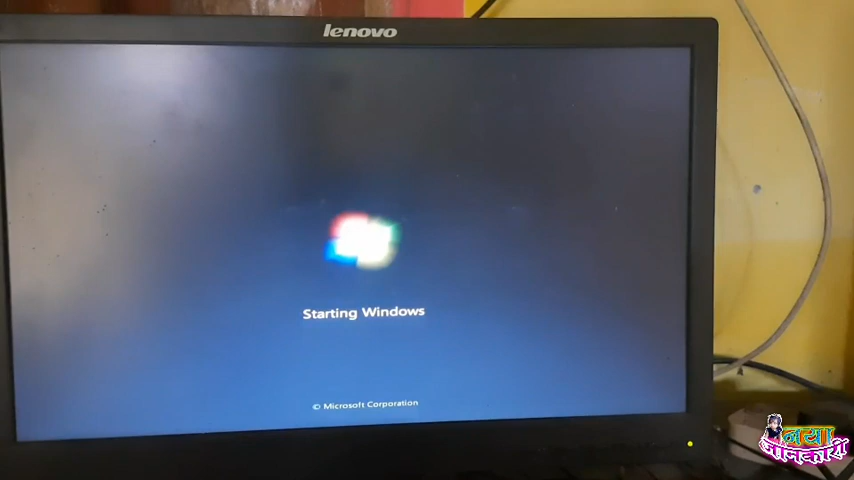 lenovo
Starting Windows
© Microsoft Corporation
नया
जानकारी